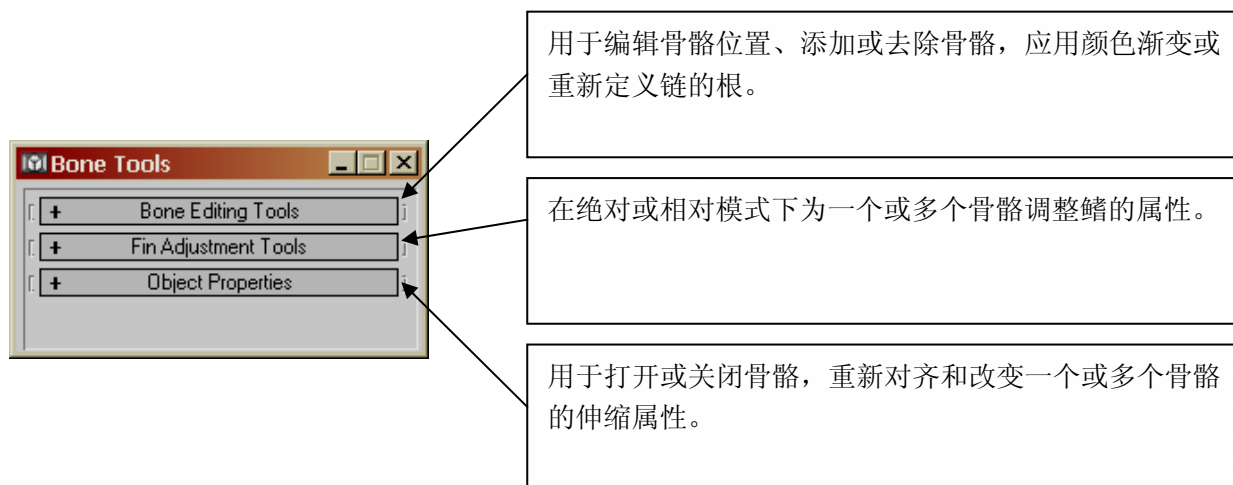 用于编辑骨骼位置、添加或去除骨骼，应用颜色渐变或
重新定义链的根。
Bone Tools
+ Bone Editing Tools
+ Fin Adjustment Tools
+ Object Properties
在绝对或相对模式下为一个或多个骨骼调整鳍的属性。
用于打开或关闭骨骼，重新对齐和改变一个或多个骨骼
的伸缩属性。